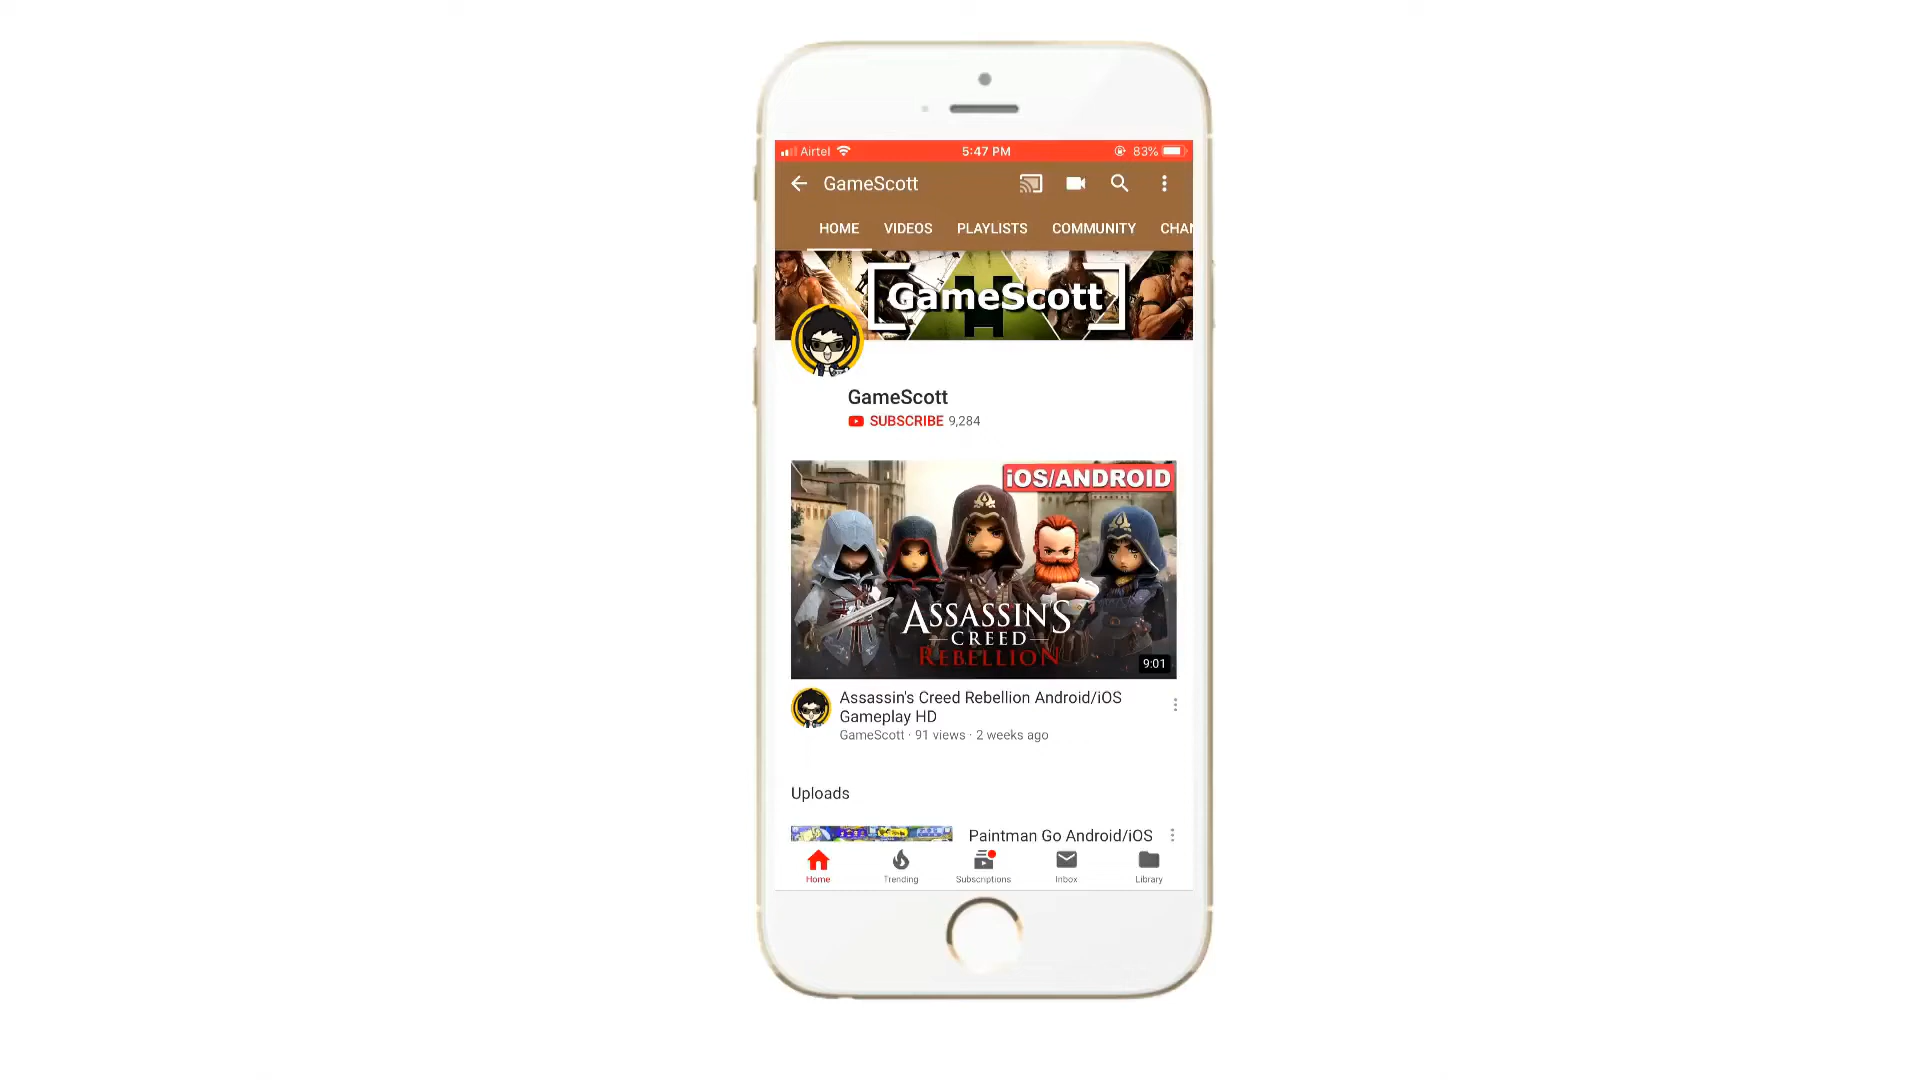 Airtel 5:47 PM 83%
GameScott
HOME VIDEOS PLAYLISTS COMMUNITY CHAN
GameScott
GameScott
SUBSCRIBE 9,284
iOS/ANDROID
ASSASSIN'S
CREED
REBELLION
9:01
Assassin's Creed Rebellion Android/iOS
Gameplay HD
GameScott · 91 views · 2 weeks ago
Uploads
Paintman Go Android/iOS
Home Trending Subscriptions Inbox Library